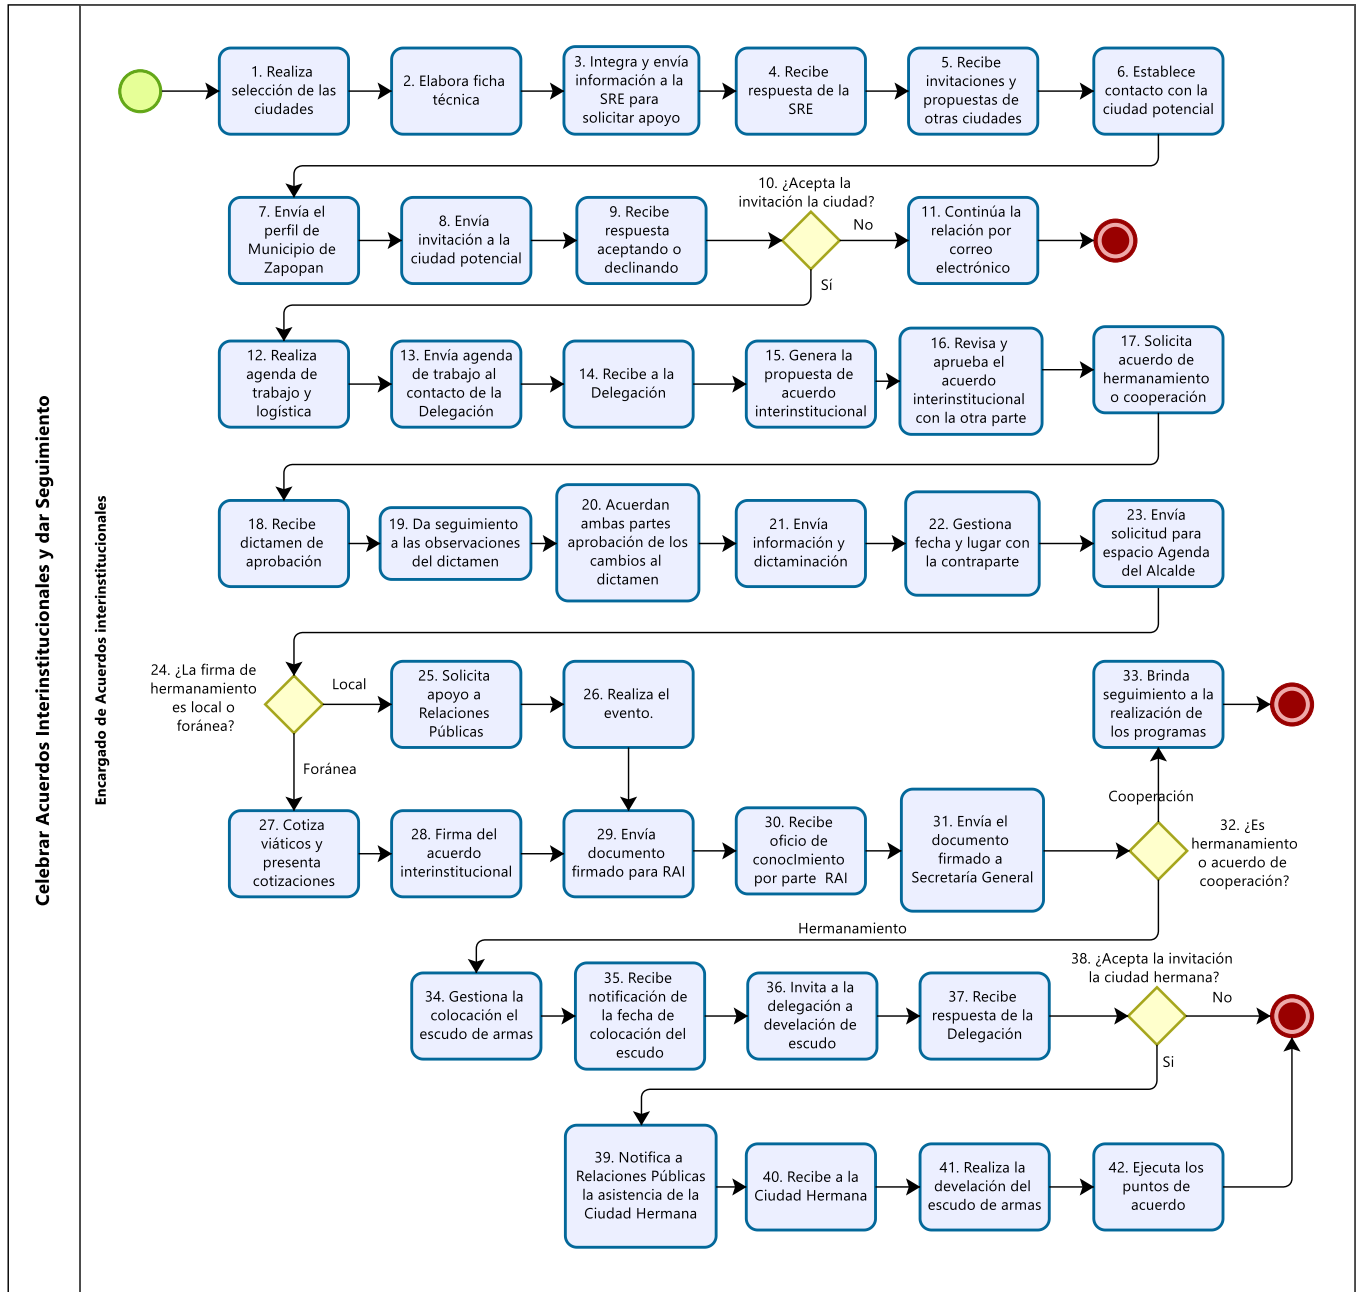 Celebrar Acuerdos Interinstitucionales y dar Seguimiento
Encargado de Acuerdos interinstitucionales
1. Realiza
selección de las
ciudades
2. Elabora ficha
técnica
3. Integra y envía
información a la
SRE para
solicitar apoyo
4. Recibe
respuesta de la
SRE
5. Recibe
invitaciones y
propuestas de
otras ciudades
6. Establece
contacto con la
ciudad potencial
7. Envía el
perfil de
Municipio de
Zapopan
8. Envía
invitación a la
ciudad potencial
9. Recibe
respuesta
aceptando o
declinando
10. ¿Acepta la
invitación la ciudad?
No
Sí
11. Continúa la
relación por
correo
electrónico
12. Realiza
agenda de
trabajo y
logística
13. Envía agenda
de trabajo al
contacto de la
Delegación
14. Recibe a la
Delegación
15. Genera la
propuesta de
acuerdo
interinstitucional
16. Revisa y
aprueba el
acuerdo
interinstitucional
con la otra parte
17. Solicita
acuerdo de
hermanamiento
o cooperación
18. Recibe
dictamen de
aprobación
19. Da seguimiento
a las observaciones
del dictamen
20. Acuerdan
ambas partes
aprobación de los
cambios al
dictamen
21. Envía
información y
dictaminación
22. Gestiona
fecha y lugar con
la contraparte
23. Envía
solicitud para
espacio Agenda
del Alcalde
24. ¿La firma de
hermanamiento
es local o
foránea?
Local
Foránea
25. Solicita
apoyo a
Relaciones
Públicas
26. Realiza el
evento.
27. Cotiza
viáticos y
presenta
cotizaciones
28. Firma del
acuerdo
interinstitucional
29. Envía
documento
firmado para RAI
30. Recibe
oficio de
conocImiento
por parte  RAI
31. Envía el
documento
firmado a
Secretaría General
32. ¿Es
hermanamiento
o acuerdo de
cooperación?
Cooperación
33. Brinda
seguimiento a la
realización de
los programas
Hermanamiento
34. Gestiona la
colocación el
escudo de armas
35. Recibe
notificación de
la fecha de
colocación del
escudo
36. Invita a la
delegación a
develación de
escudo
37. Recibe
respuesta de la
Delegación
38. ¿Acepta la invitación
la ciudad hermana?
No
Si
39. Notifica a
Relaciones Públicas
la asistencia de la
Ciudad Hermana
40. Recibe a la
Ciudad Hermana
41. Realiza la
develación del
escudo de armas
42. Ejecuta los
puntos de
acuerdo